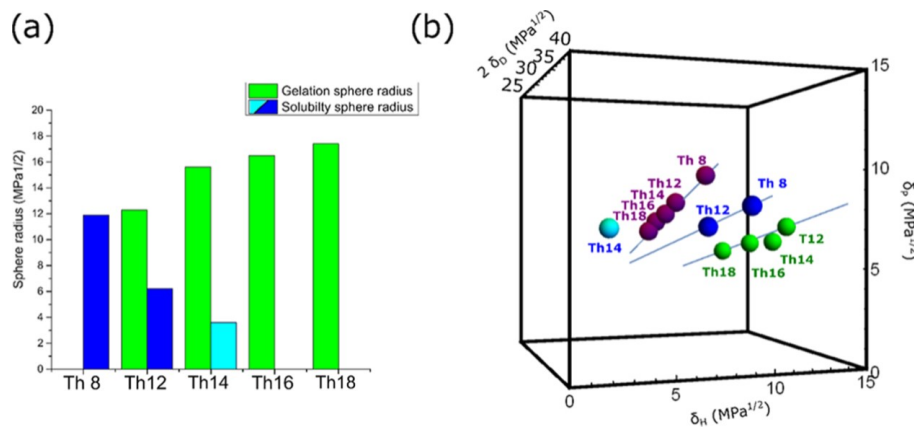 (a)
Gelation sphere radius
Solubilty sphere radius
Sphere radius (MPa1/2)
20
18
16
14
12
10
8
6
4
2
0
Th 8
Th12
Th14
Th16
Th18
(b)
2 δD (MPa1/2)
40
35
30
25
15
10
5
0
δP (MPa1/2)
Th 8
Th12
Th14
Th16
Th18
Th 8
Th12
Th14
T12
Th14
Th16
Th18
0
5
10
15
δH (MPa1/2)